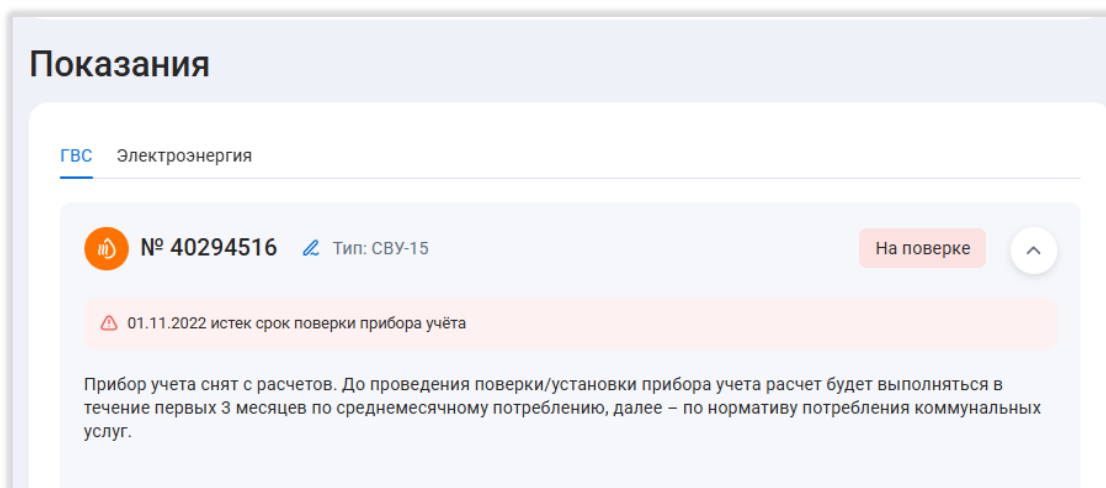 Показания
ГВС Электроэнергия
№ 40294516 Тип: СВУ-15 На поверке
01.11.2022 истек срок поверки прибора учёта
Прибор учета снят с расчетов. До проведения поверки/установки прибора учета расчет будет выполняться в
течение первых 3 месяцев по среднемесячному потреблению, далее – по нормативу потребления коммунальных
услуг.